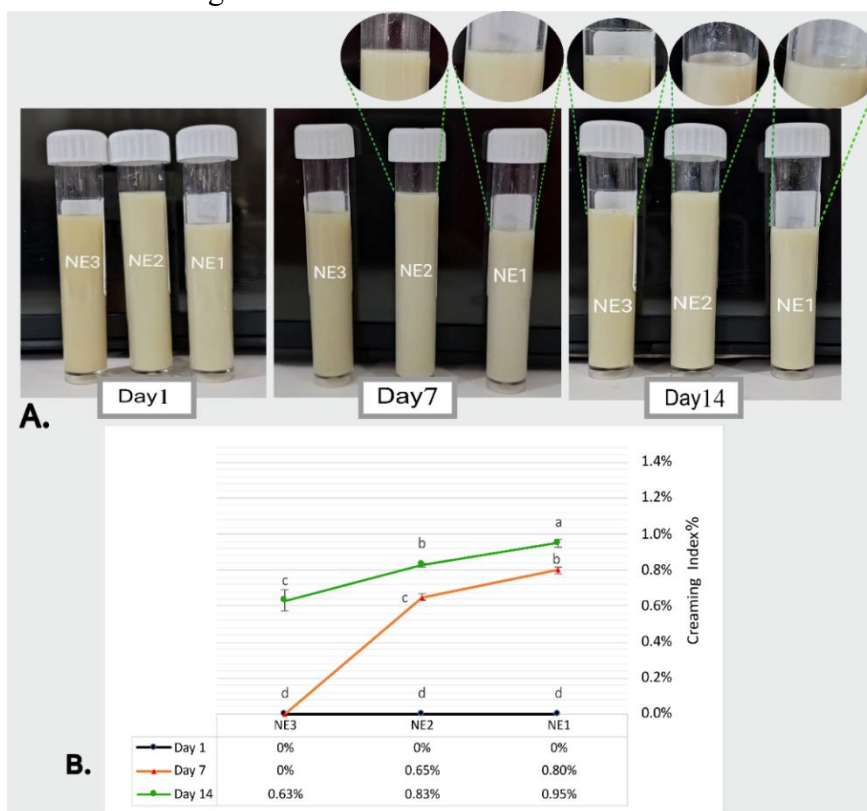 NE3
NE2
NE1
NE3
NE2
NE1
NE3
NE2
NE1
Day1
Day7
Day14
A.
1.4%
1.2%
1.0%
0.8%
0.6%
0.4%
0.2%
0.0%
Creaming Index%
a
b
b
c
c
d d d
NE3 NE2 NE1
Day 1 0% 0% 0%
Day 7 0% 0.65% 0.80%
Day 14 0.63% 0.83% 0.95%
B.